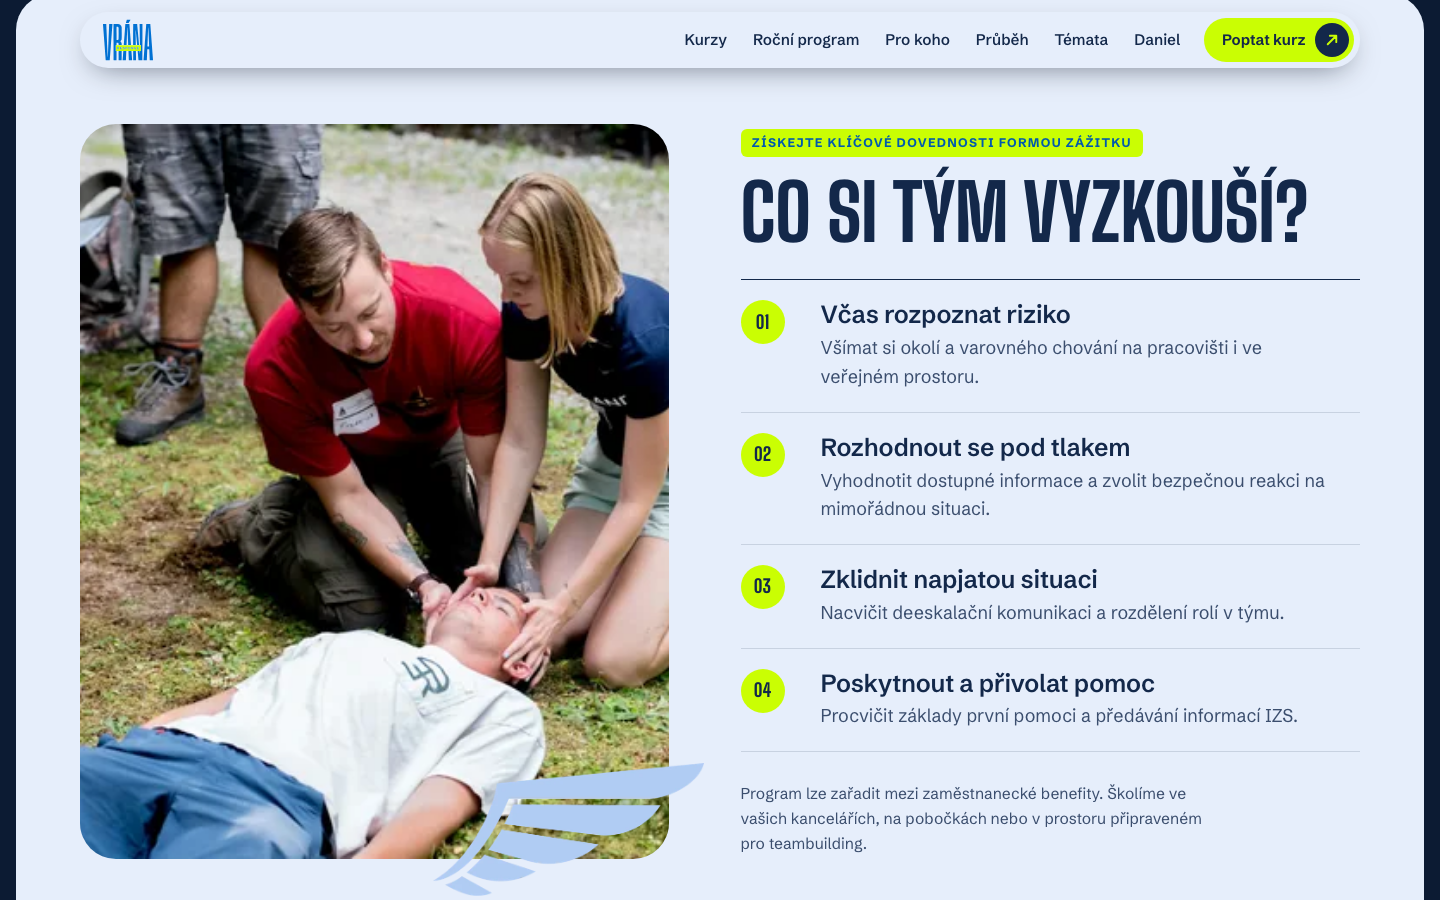 VRÁNA
Kurzy
Roční program
Pro koho
Průběh
Témata
Daniel
Poptat kurz
ZÍSKEJTE KLÍČOVÉ DOVEDNOSTI FORMOU ZÁŽITKU
CO SI TÝM VYZKOUŠÍ?
01
Včas rozpoznat riziko
Všímat si okolí a varovného chování na pracovišti i ve
veřejném prostoru.
02
Rozhodnout se pod tlakem
Vyhodnotit dostupné informace a zvolit bezpečnou reakci na
mimořádnou situaci.
03
Zklidnit napjatou situaci
Nacvičit deeskalační komunikaci a rozdělení rolí v týmu.
04
Poskytnout a přivolat pomoc
Procvičit základy první pomoci a předávání informací IZS.
Program lze zařadit mezi zaměstnanecké benefity. Školíme ve
vašich kancelářích, na pobočkách nebo v prostoru připraveném
pro teambuilding.